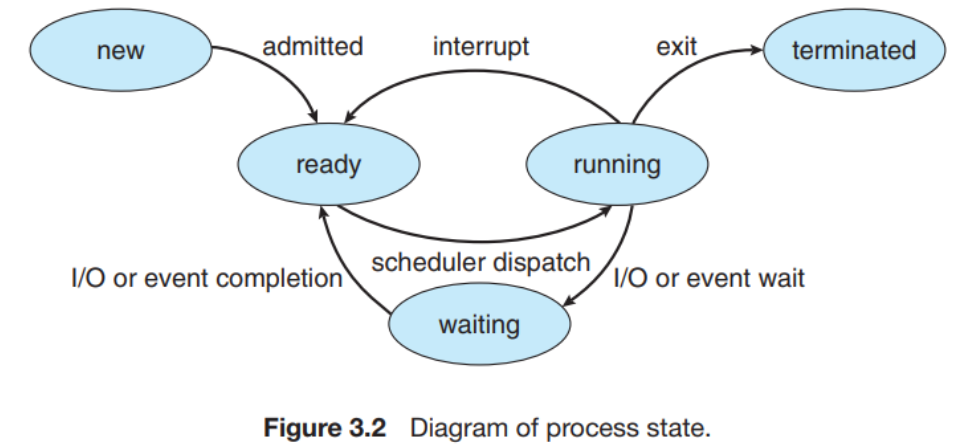 new
admitted
interrupt
exit
terminated
ready
running
I/O or event completion
scheduler dispatch
I/O or event wait
waiting
Figure 3.2 Diagram of process state.